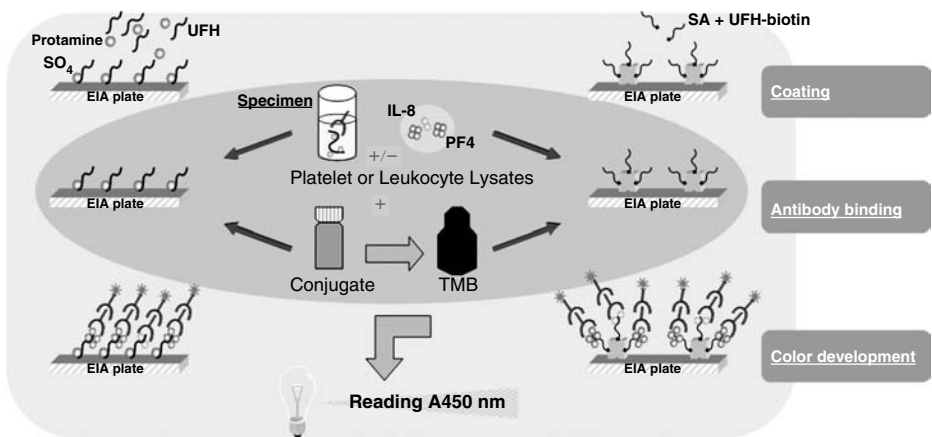 SA + UFH-biotin
UFH
Protamine
SO4
EIA plate
EIA plate
Coating
Specimen
IL-8
PF4
+/−
Platelet or Leukocyte Lysates
+
EIA plate
EIA plate
Antibody binding
Conjugate
TMB
EIA plate
EIA plate
Color development
Reading A450 nm